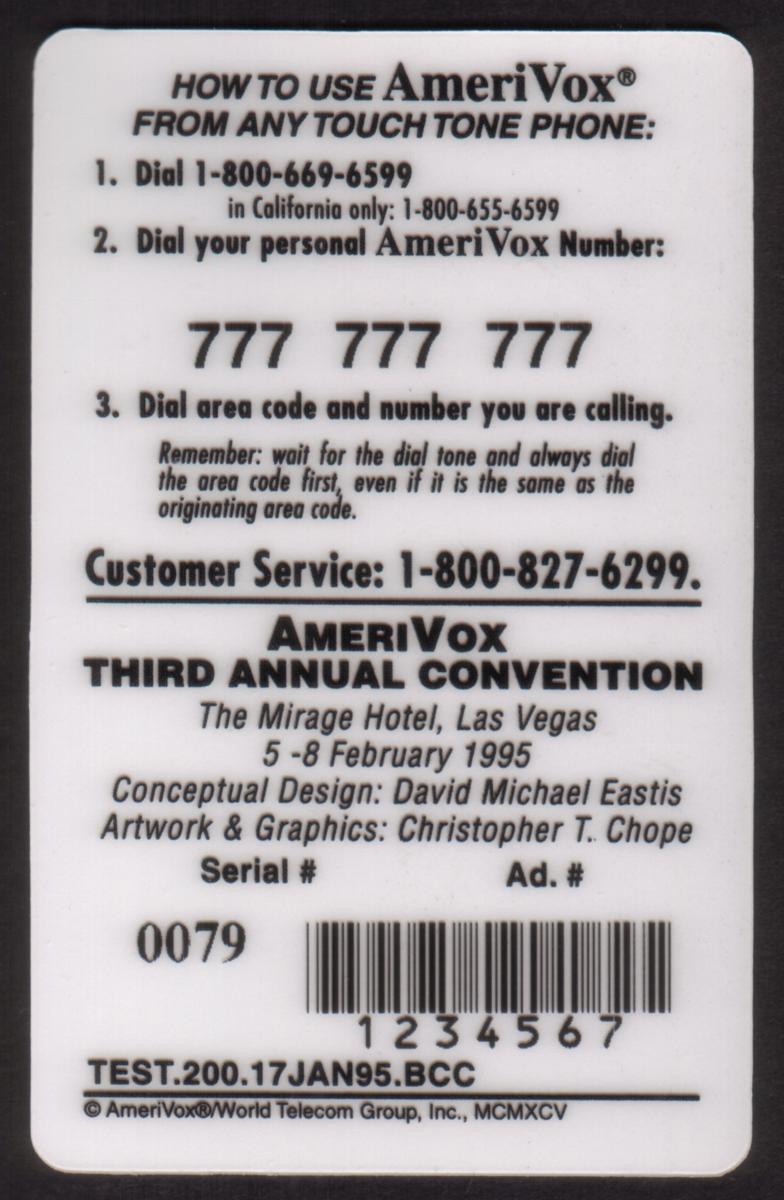 HOW TO USE AmeriVox®
FROM ANY TOUCH TONE PHONE:
1. Dial 1-800-669-6599
in California only: 1-800-655-6599
2. Dial your personal AmeriVox Number:
777 777 777
3. Dial area code and number you are calling.
Remember: wait for the dial tone and always dial
the area code first, even if it is the same as the
originating area code.
Customer Service: 1-800-827-6299.
AMERIVOX
THIRD ANNUAL CONVENTION
The Mirage Hotel, Las Vegas
5 -8 February 1995
Conceptual Design: David Michael Eastis
Artwork & Graphics: Christopher T. Chope
Serial # Ad. #
0079
1234567
TEST.200.17JAN95.BCC
© AmeriVox®/World Telecom Group, Inc., MCMXCV